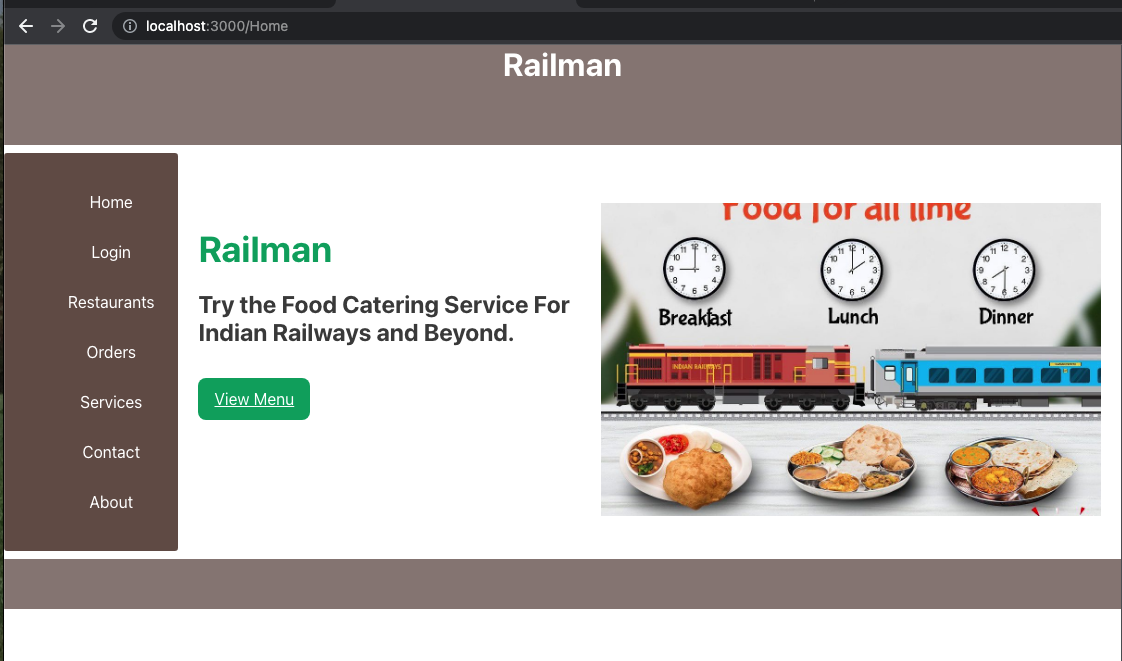 localhost:3000/Home
Railman
Home
Login
Restaurants
Orders
Services
Contact
About
Railman
Try the Food Catering Service For
Indian Railways and Beyond.
View Menu
Food for all time
Breakfast
Lunch
Dinner
INDIAN RAILWAYS